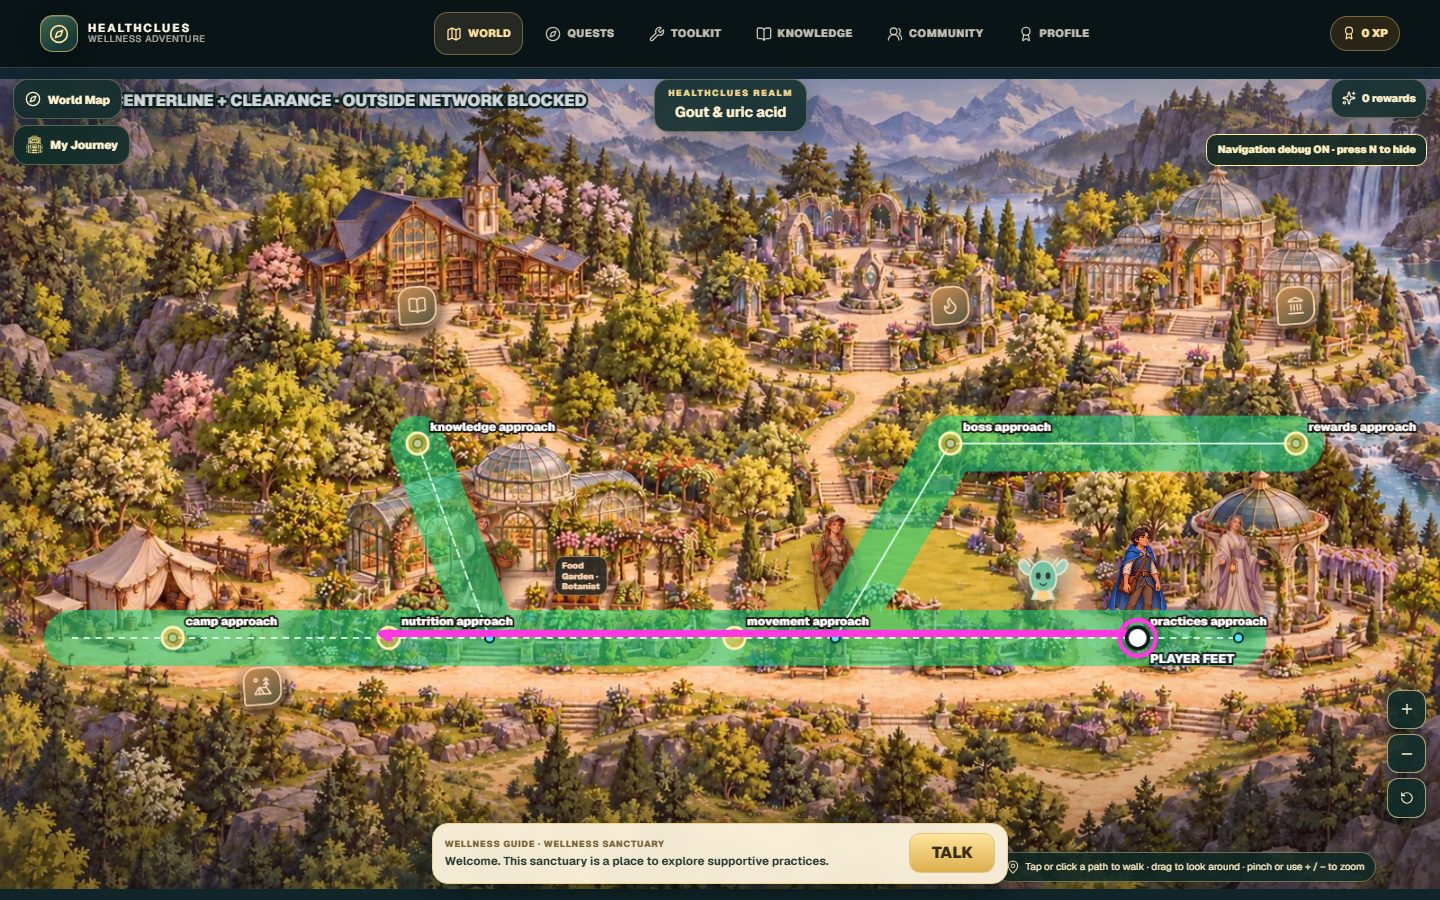 HEALTHCLUES
WELLNESS ADVENTURE
WORLD
QUESTS
TOOLKIT
KNOWLEDGE
COMMUNITY
PROFILE
0 XP
World Map
ENTERLINE + CLEARANCE · OUTSIDE NETWORK BLOCKED
HEALTHCLUES REALM
Gout & uric acid
0 rewards
My Journey
Navigation debug ON · press N to hide
knowledge approach
boss approach
rewards approach
Food
Garden ·
Botanist
camp approach
nutrition approach
movement approach
practices approach
PLAYER FEET
+
−
WELLNESS GUIDE · WELLNESS SANCTUARY
Welcome. This sanctuary is a place to explore supportive practices.
TALK
Tap or click a path to walk · drag to look around · pinch or use + / − to zoom